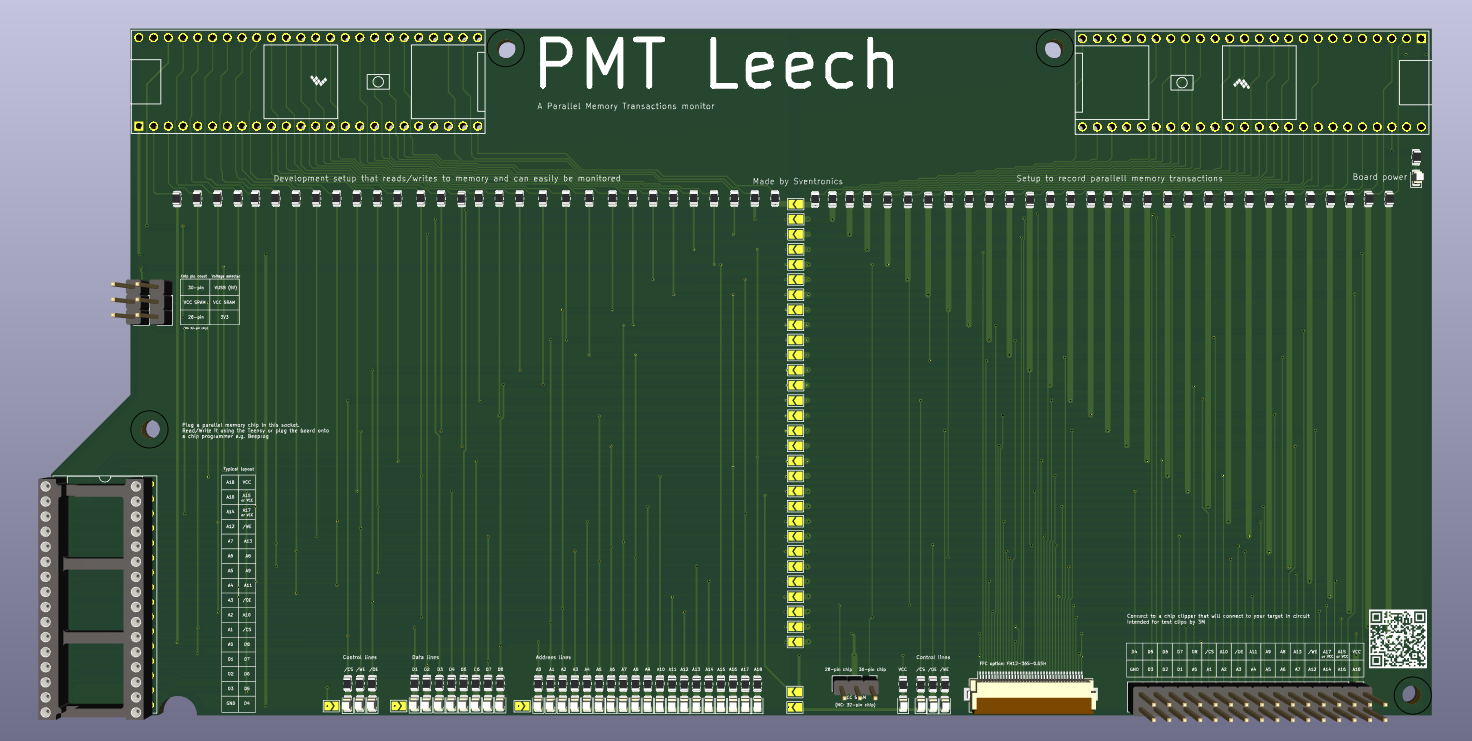 PMT Leech
A Parallel Memory Transactions monitor
Development setup that reads/writes to memory and can easily be monitored
Made by Sventronics
Setup to record parallell memory transactions
Board power
Chip pin count Voltage selector
30-pin VUSB (5V)
VCC SRAM VCC SRAM
28-pin 3V3
Plug a parallel memory chip in this socket.
Read/Write it using the Teensy or plug the board onto
a chip programmer e.g. Beeprog
Typical layout
A18 VCC
A16 A15 or VCC
A14 A17 or VCC
A12 /WE
A7 A13
A6 A8
A5 A9
A4 A11
A3 /OE
A2 A10
A1 /CS
A0 D8
D1 D7
D2 D6
D3 D5
GND D4
Control lines
/CS /WE /OE
Data lines
D1 D2 D3 D4 D5 D6 D7 D8
Address lines
A0 A1 A2 A3 A4 A5 A6 A7 A8 A9 A10 A11 A12 A13 A14 A15 A16 A17 A18
28-pin chip 30-pin chip
(NC: 32-pin chip)
Control lines
VCC /CS /OE /WE
FFC option: FH12-36S-0.5SH
Connect to a chip clipper that will connect to your target in circuit
intended for test clips by 3M
D4 D5 D6 D7 D8 /CS A10 /OE A11 A9 A8 A13 /WE A17 or VCC A15 or VCC VCC
GND D3 D2 D1 A0 A1 A2 A3 A4 A5 A6 A7 A12 A14 A16 A18